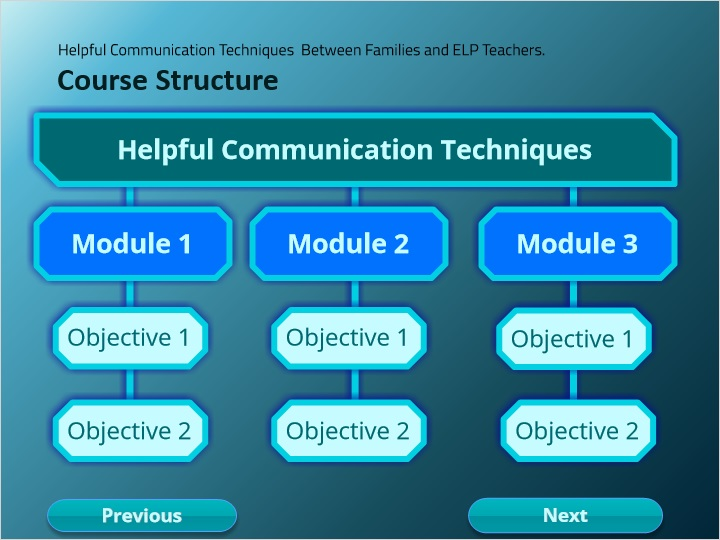 Helpful Communication Techniques  Between Families and ELP Teachers.
Course Structure
Helpful Communication Techniques
Module 1
Module 2
Module 3
Objective 1
Objective 1
Objective 1
Objective 2
Objective 2
Objective 2
Previous
Next